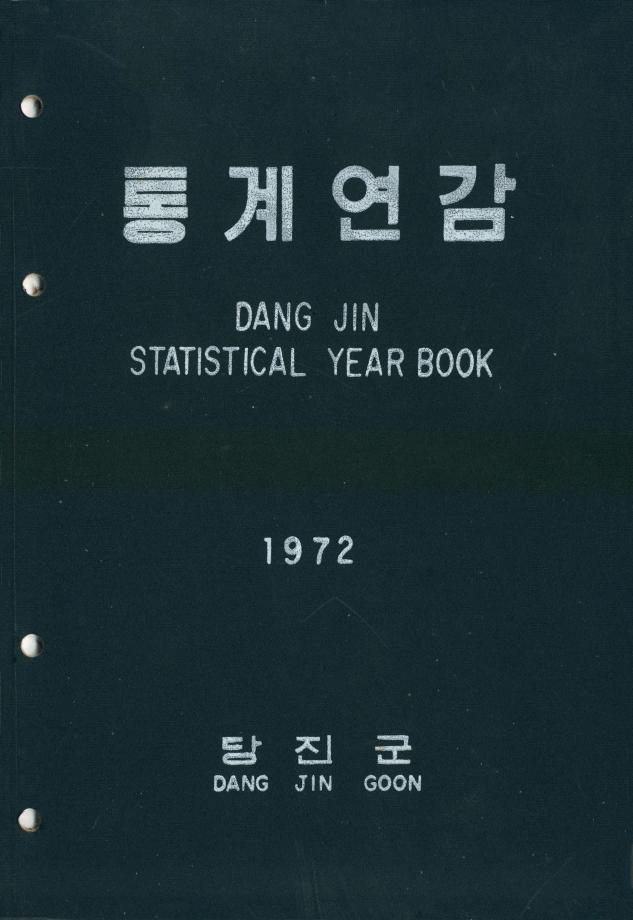 통계연감
DANG JIN
STATISTICAL YEAR BOOK
1972
당진군
DANG JIN GOON